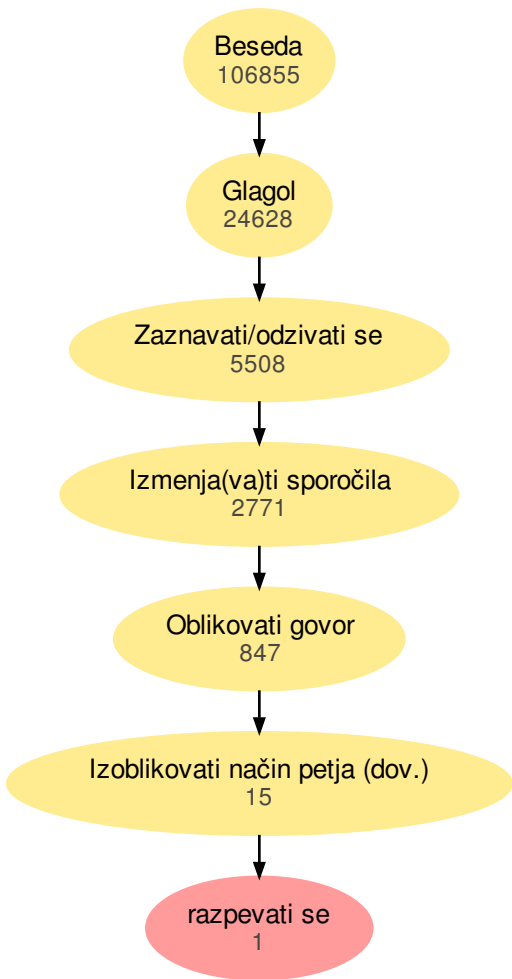 Beseda
106855
Glagol
24628
Zaznavati/odzivati se
5508
Izmenja(va)ti sporočila
2771
Oblikovati govor
847
Izoblikovati način petja (dov.)
15
razpevati se
1